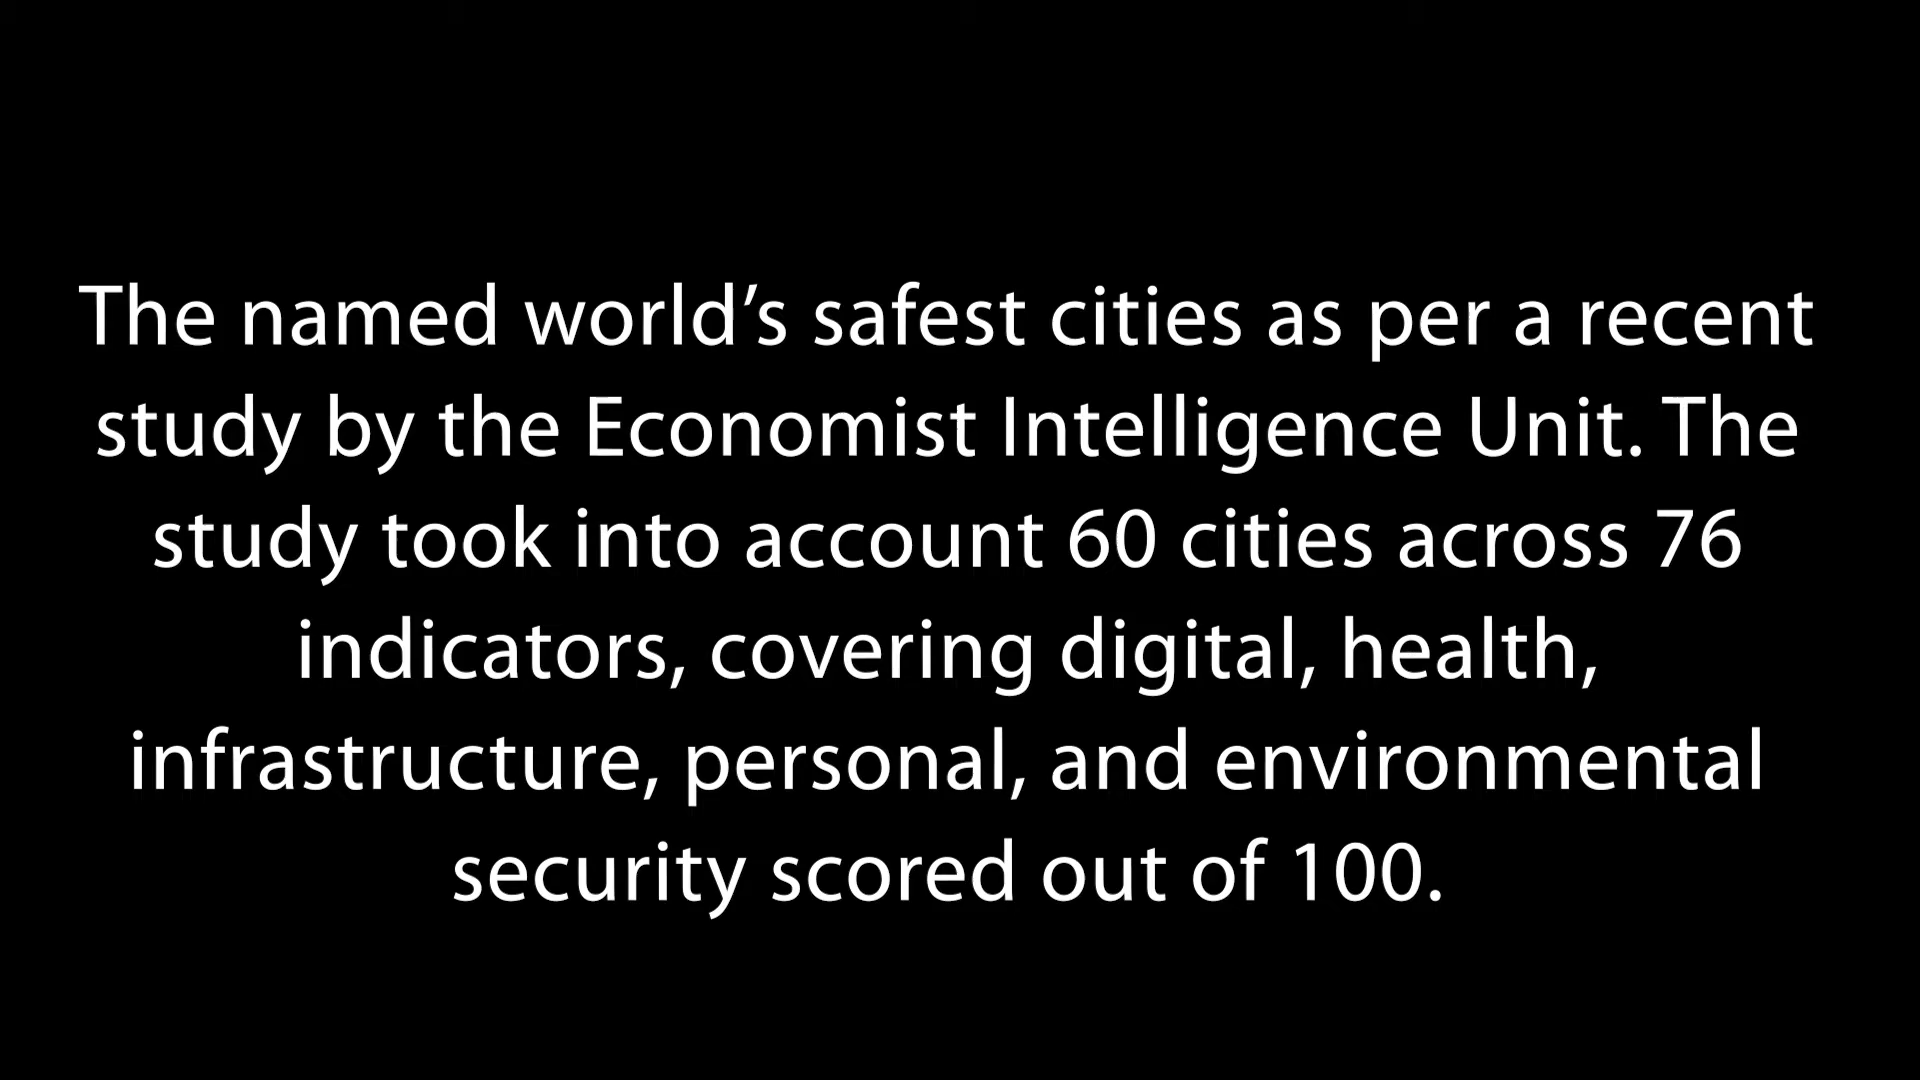 The named world’s safest cities as per a recent
study by the Economist Intelligence Unit. The
study took into account 60 cities across 76
indicators, covering digital, health,
infrastructure, personal, and environmental
security scored out of 100.